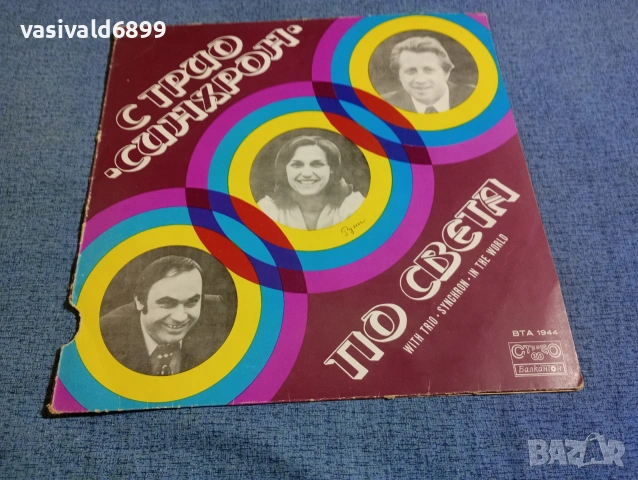 vasivald6899
С ТРИО
·СИНХРОН·
ПО СВЕТА
WITH TRIO · SYNCHRON · IN THE WORLD
ВТА 1944
СТЕРЕО
Балкантон
BAZAR